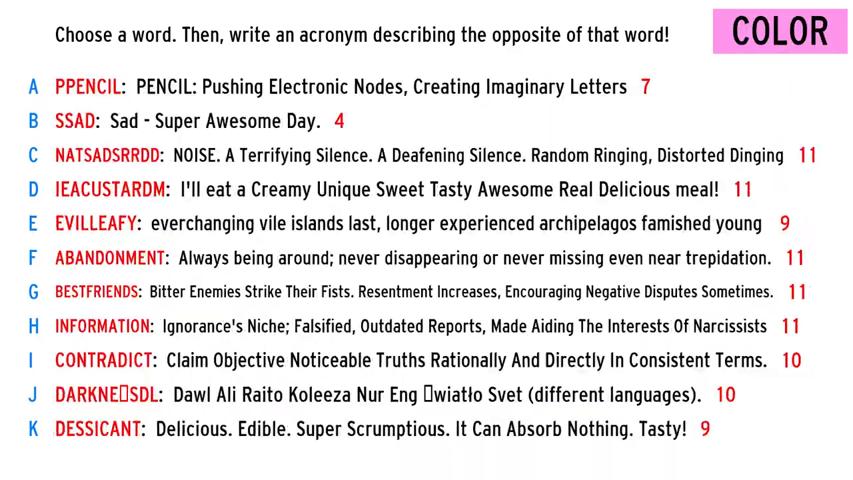 Choose a word. Then, write an acronym describing the opposite of that word!
COLOR
A PPENCIL: PENCIL: Pushing Electronic Nodes, Creating Imaginary Letters 7
B SSAD: Sad - Super Awesome Day. 4
C NATSADSRRDD: NOISE. A Terrifying Silence. A Deafening Silence. Random Ringing, Distorted Dinging 11
D IEACUSTARDM: I'll eat a Creamy Unique Sweet Tasty Awesome Real Delicious meal! 11
E EVILLEAFY: everchanging vile islands last, longer experienced archipelagos famished young 9
F ABANDONMENT: Always being around; never disappearing or never missing even near trepidation. 11
G BESTFRIENDS: Bitter Enemies Strike Their Fists. Resentment Increases, Encouraging Negative Disputes Sometimes. 11
H INFORMATION: Ignorance's Niche; Falsified, Outdated Reports, Made Aiding The Interests Of Narcissists 11
I CONTRADICT: Claim Objective Noticeable Truths Rationally And Directly In Consistent Terms. 10
J DARKNE▯SDL: Dawl Ali Raito Koleeza Nur Eng ▯wiatło Svet (different languages). 10
K DESSICANT: Delicious. Edible. Super Scrumptious. It Can Absorb Nothing. Tasty! 9